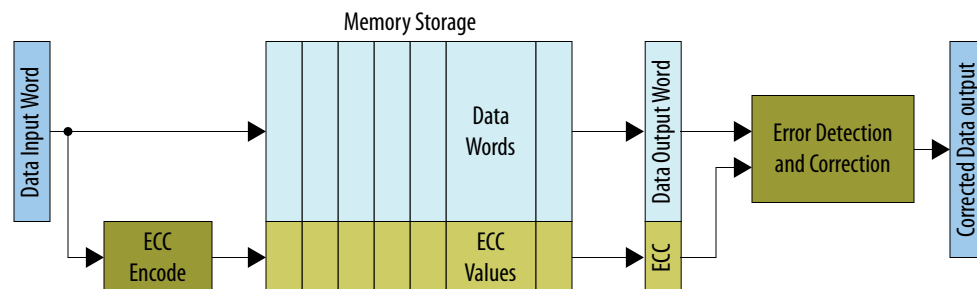 Memory Storage
Data Input Word
Data
Words
Data Output Word
Error Detection
and Correction
Corrected Data output
ECC
Encode
ECC
Values
ECC